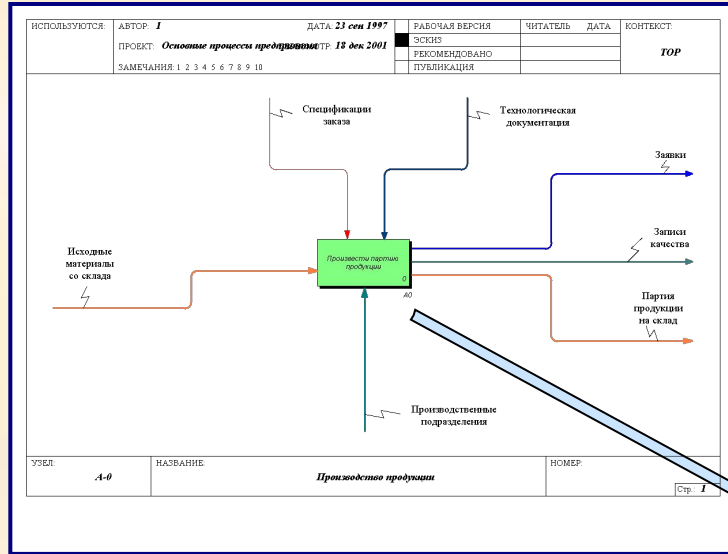 ИСПОЛЬЗУЮТСЯ:
АВТОР: 1
ДАТА: 23 сен 1997
ПРОЕКТ: Основные процессы предприятия
18 дек 2001
ЗАМЕЧАНИЯ: 1 2 3 4 5 6 7 8 9 10
РАБОЧАЯ ВЕРСИЯ
ЭСКИЗ
РЕКОМЕНДОВАНО
ПУБЛИКАЦИЯ
ЧИТАТЕЛЬ ДАТА
КОНТЕКСТ:
TOP
Спецификации
заказа
Технологическая
документация
Заявки
Записи
качества
Исходные
материалы
со склада
Произвести партию
продукции
0
A0
Партия
продукции
на склад
Производственные
подразделения
УЗЕЛ:
A-0
НАЗВАНИЕ:
Производство продукции
НОМЕР:
Стр.: 1